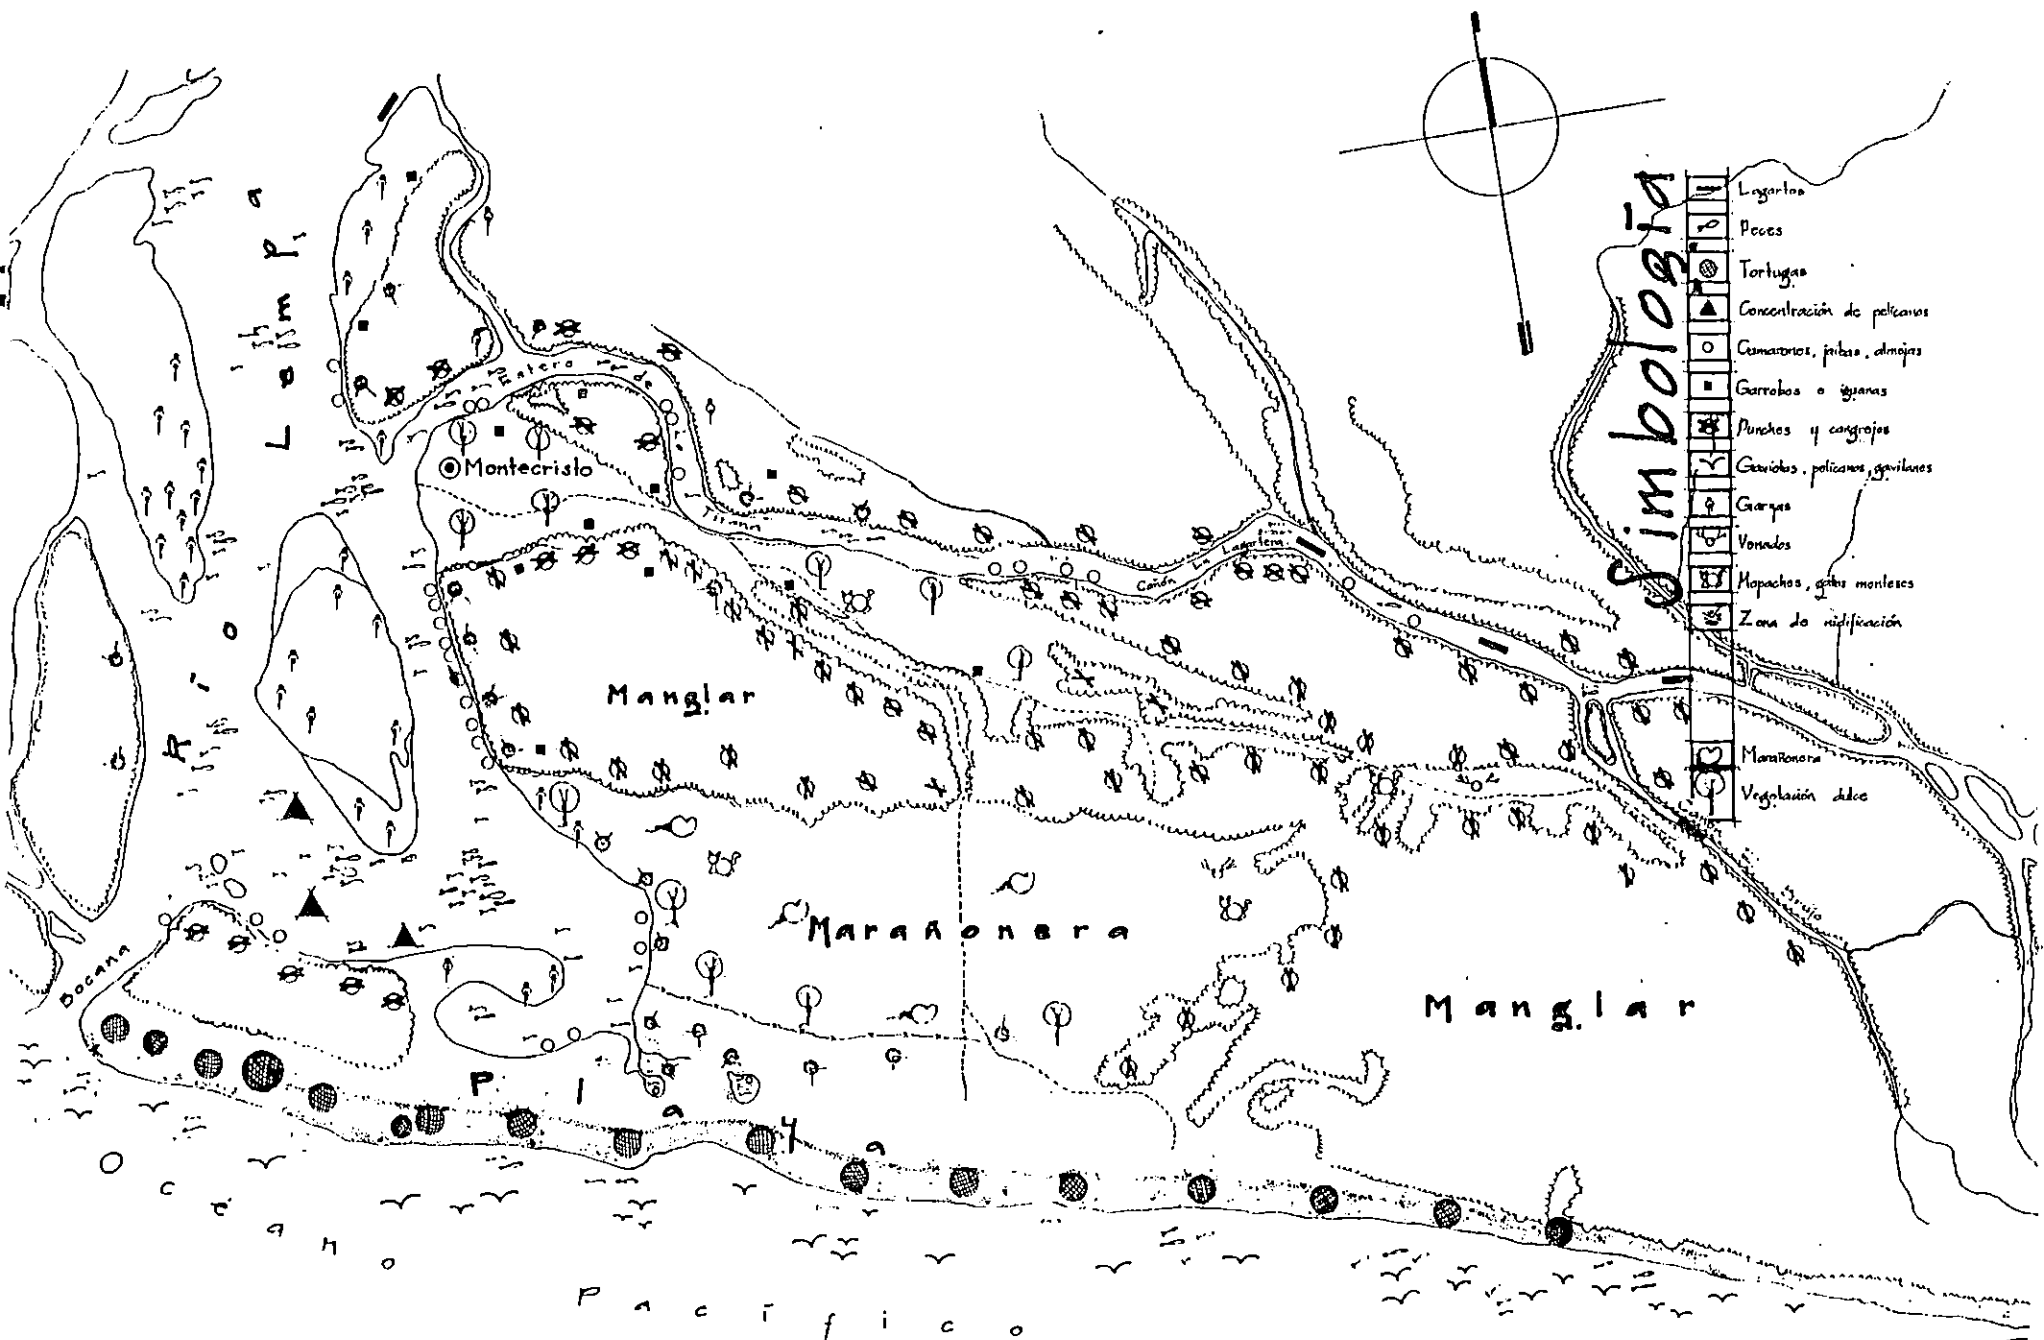 Río Lempa
Simbología
Lagartos
Peces
Tortugas
Concentración de pelícanos
Camarones, jaibas, almejas
Garrobos o iguanas
Punches y cangrejos
Gaviotas, pelícanos, gavilanes
Garzas
Venados
Mapaches, gatos monteses
Zona de nidificación
Marañonera
Vegetación dulce
Estero
de
La
Tirana
Montecristo
Cañón La Lagartera
Manglar
Marañonera
Manglar
Bocana
Playa
Océano Pacífico